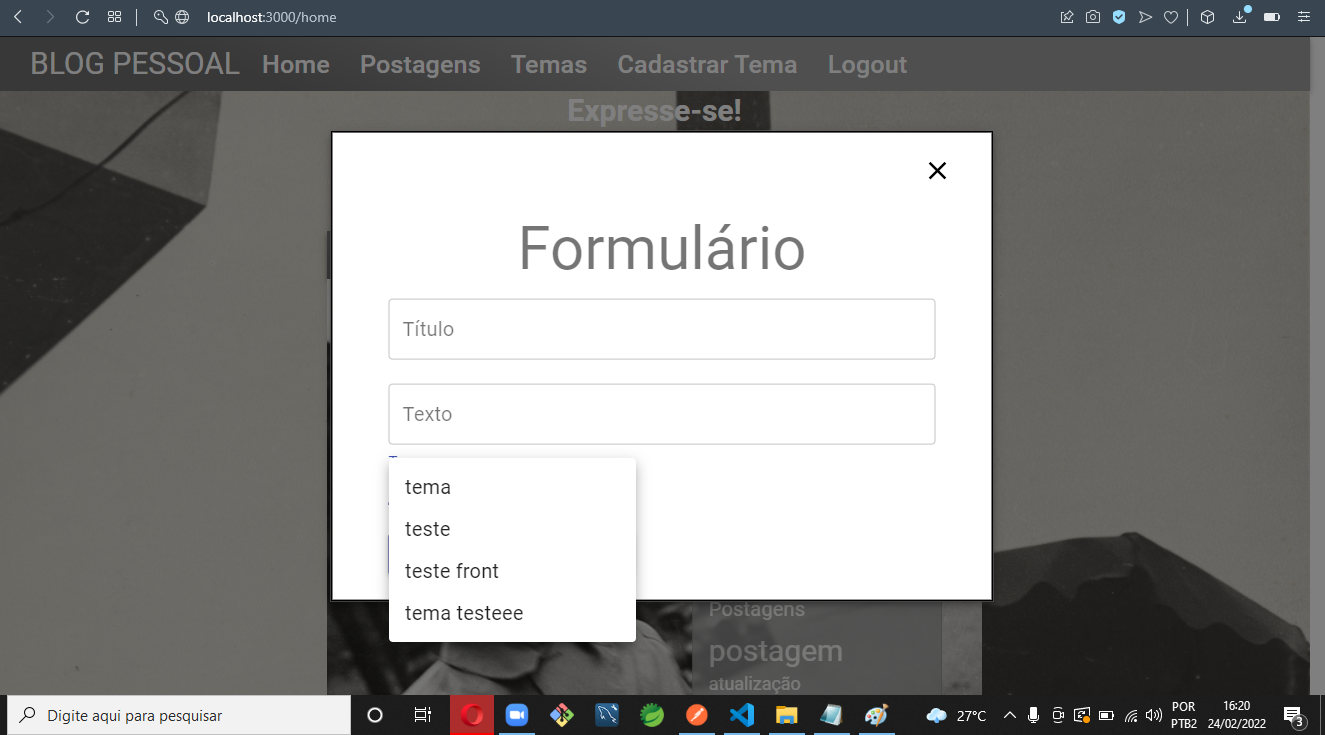 localhost:3000/home
BLOG PESSOAL Home Postagens Temas Cadastrar Tema Logout
Expresse-se!
Formulário
Título
Texto
tema
teste
teste front
tema testeee
Postagens
postagem
atualização
Digite aqui para pesquisar
27°C
POR
PTB2
16:20
24/02/2022
3